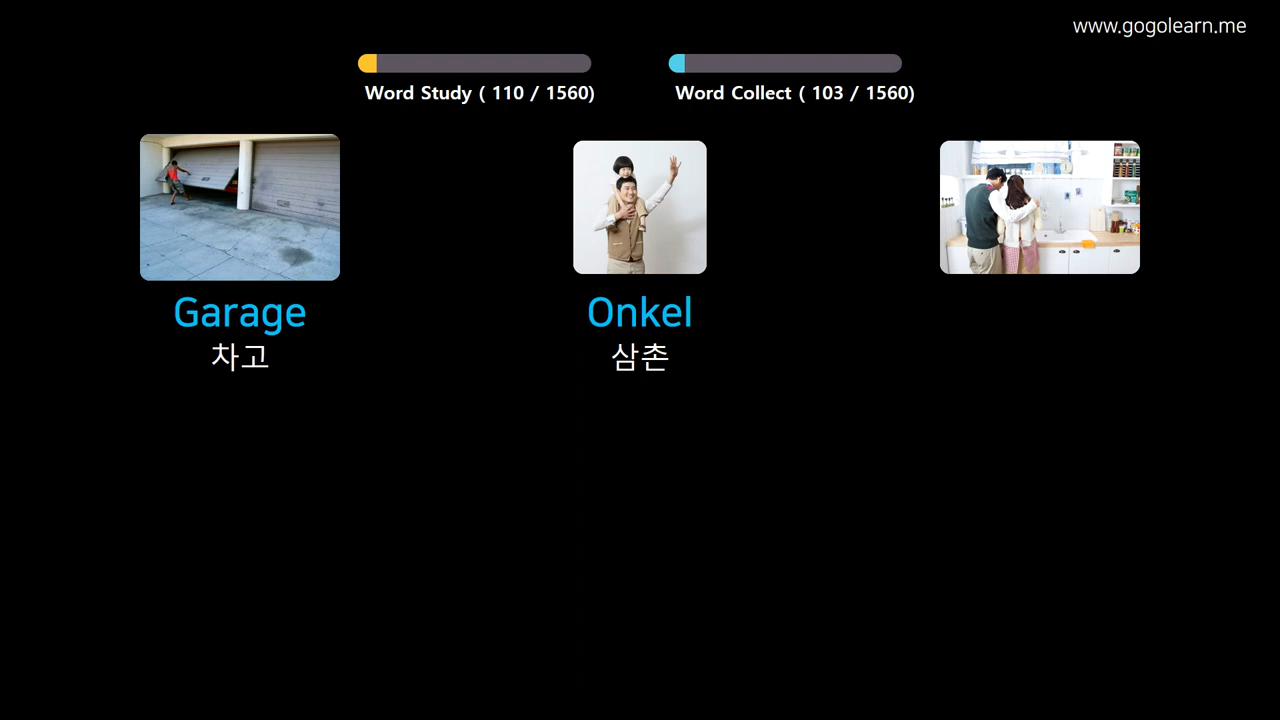 www.gogolearn.me
Word Study ( 110 / 1560)
Word Collect ( 103 / 1560)
Garage
차고
Onkel
삼촌